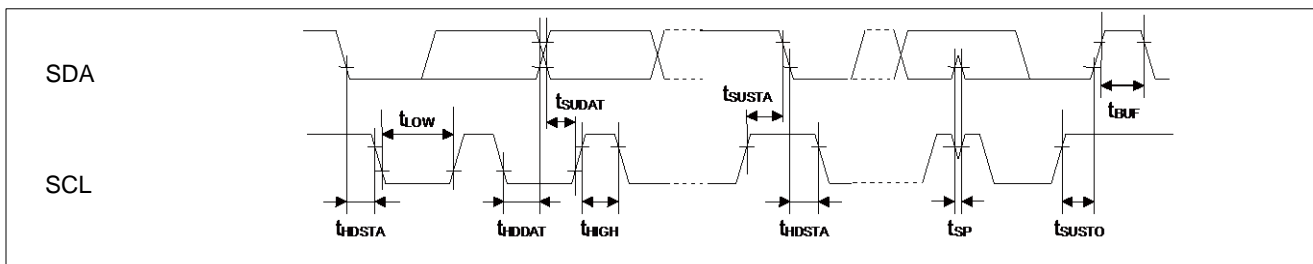 SDA
tSUSTA
tSUDAT
tLOW
tBUF
SCL
tHDSTA
tHDDAT
tHIGH
tHDSTA
tSP
tSUSTO